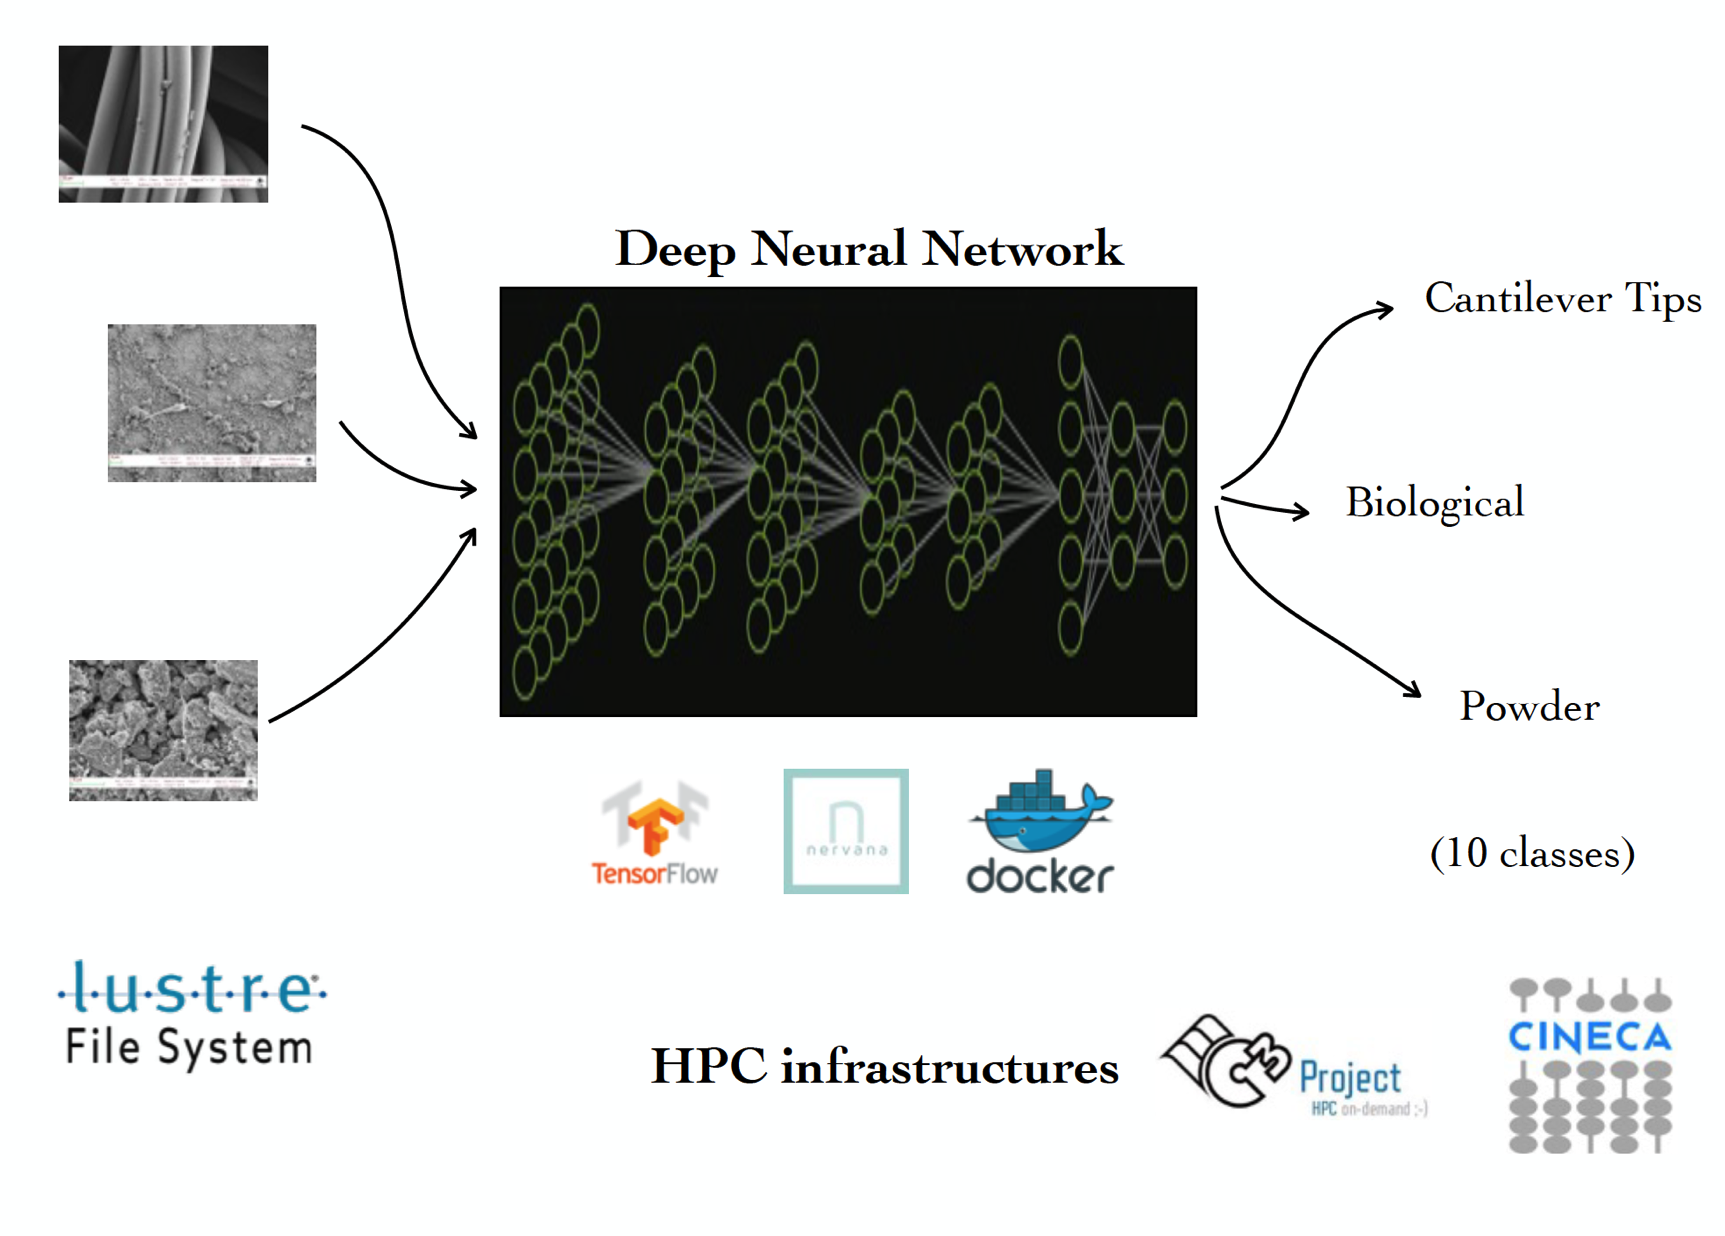 Deep Neural Network
Cantilever Tips
Biological
Powder
(10 classes)
TensorFlow
n
nervana
docker
lustre
File System
HPC infrastructures
C3
Project
HPC on-demand ;-)
CINECA